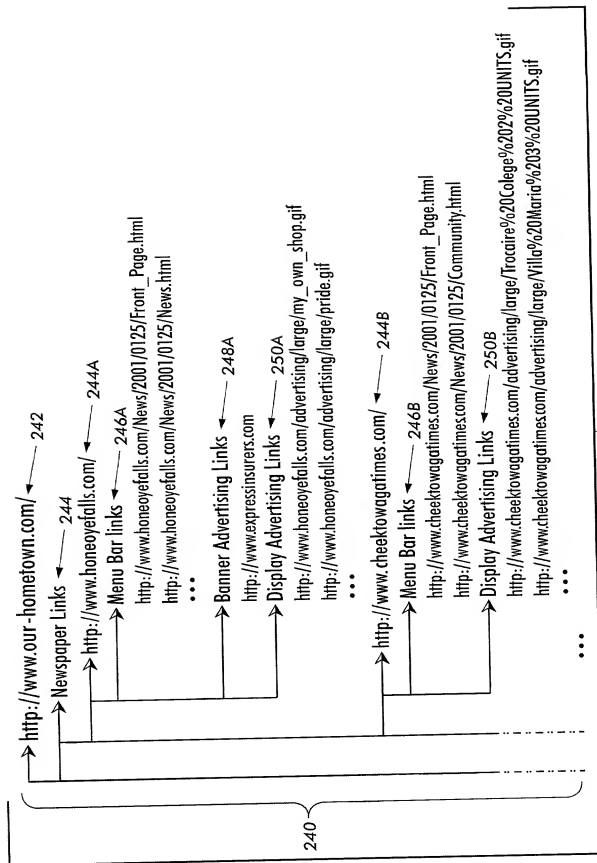 http://www.our-hometown.com/ 242
Newspaper Links 244
http://www.honeoyefalls.com/ 244A
Menu Bar links 246A
http://www.honeoyefalls.com/News/2001/0125/Front_Page.html
http://www.honeoyefalls.com/News/2001/0125/News.html
•••
Banner Advertising Links 248A
http://www.expressinsurers.com
Display Advertising Links 250A
http://www.honeoyefalls.com/advertising/large/my_own_shop.gif
http://www.honeoyefalls.com/advertising/large/pride.gif
•••
http://www.cheektowagatimes.com/ 244B
Menu Bar links 246B
http://www.cheektowagatimes.com/News/2001/0125/Front_Page.html
http://www.cheektowagatimes.com/News/2001/0125/Community.html
Display Advertising Links 250B
http://www.cheektowagatimes.com/advertising/large/Trocaire%20Colege%202%20UNITS.gif
http://www.cheektowagatimes.com/advertising/large/Villa%20Maria%203%20UNITS.gif
•••
•••
240